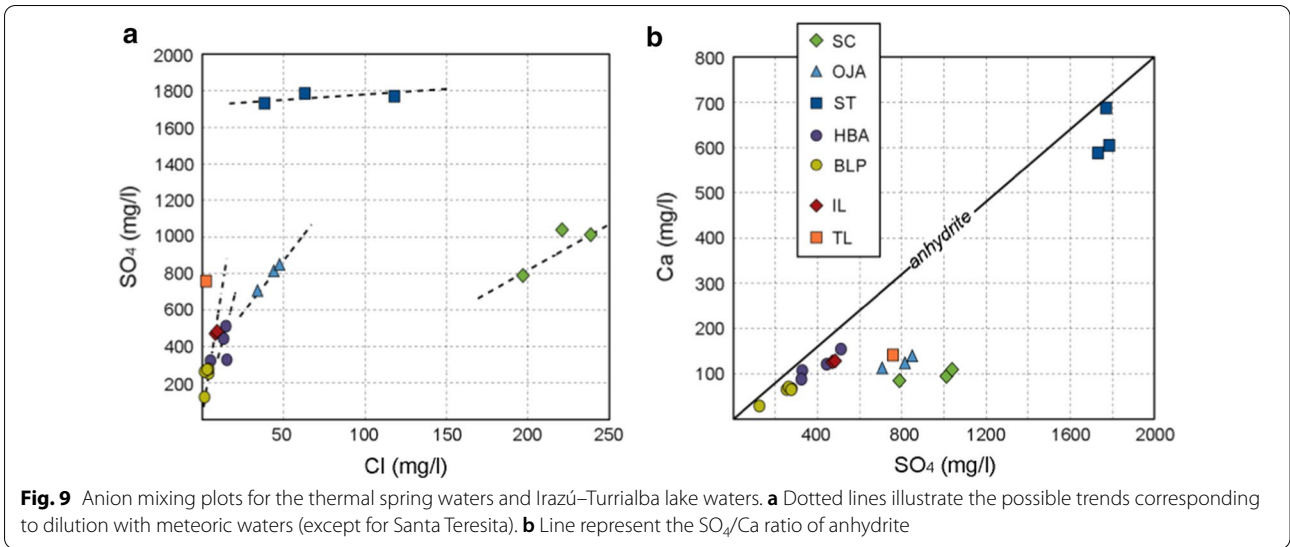 a
2000
1800
1600
1400
1200
1000
800
600
400
200
SO₄ (mg/l)
50
100
150
200
250
Cl (mg/l)
b
800
700
600
500
400
300
200
100
Ca (mg/l)
400
800
1200
1600
2000
SO₄ (mg/l)
anhydrite
SC
OJA
ST
HBA
BLP
IL
TL
Fig. 9 Anion mixing plots for the thermal spring waters and Irazú–Turrialba lake waters. a Dotted lines illustrate the possible trends corresponding
to dilution with meteoric waters (except for Santa Teresita). b Line represent the SO₄/Ca ratio of anhydrite